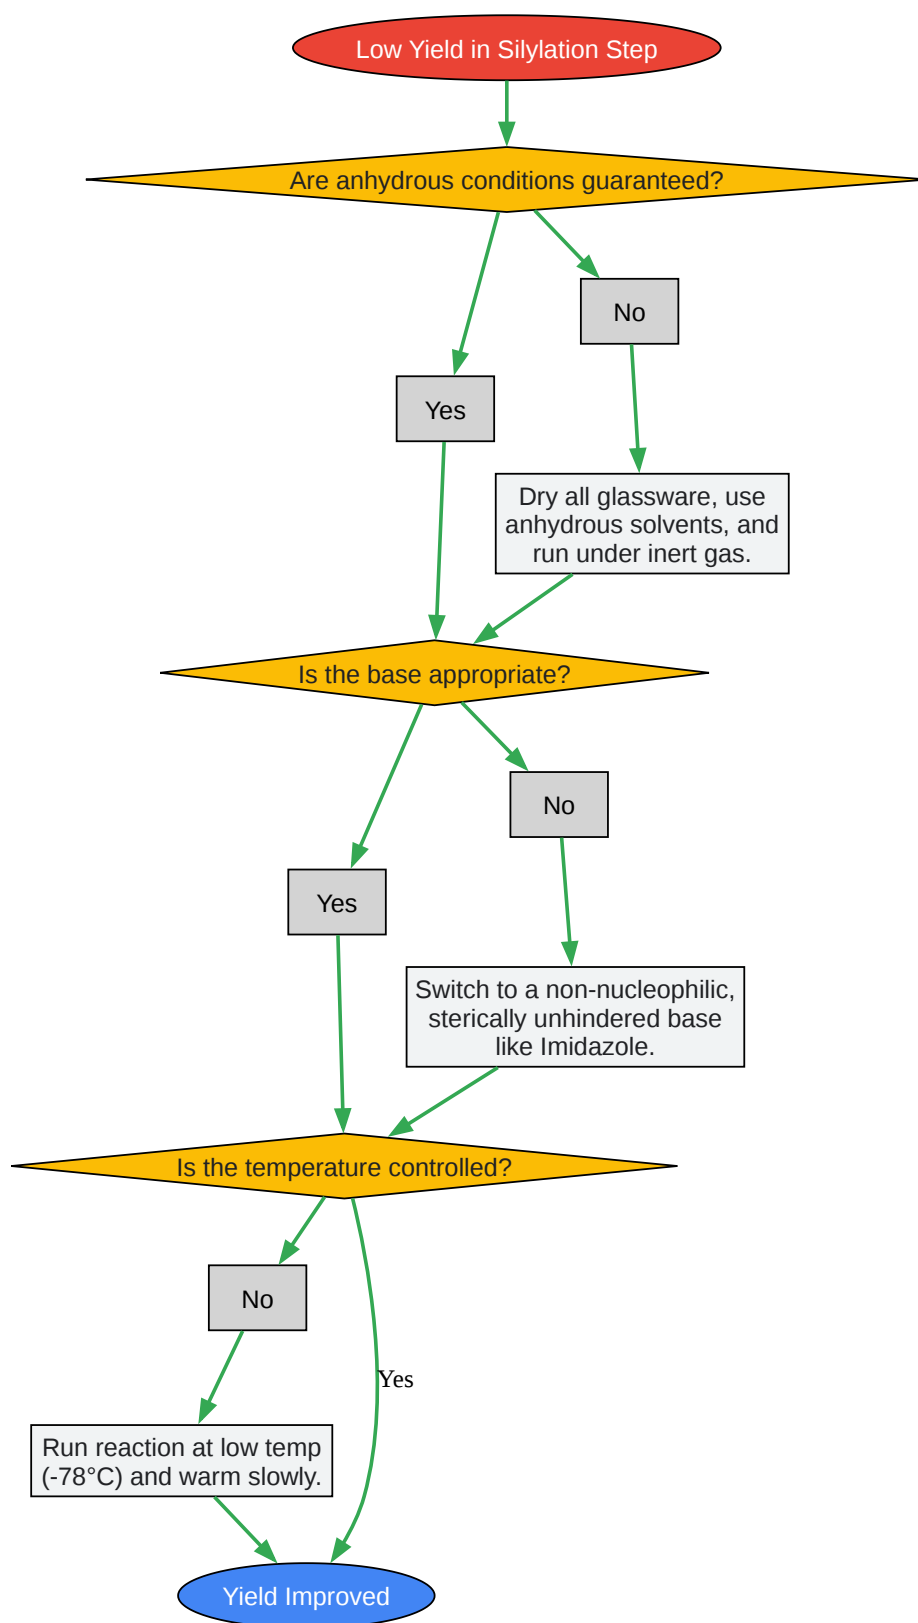 Low Yield in Silylation Step
Are anhydrous conditions guaranteed?
No
Yes
Dry all glassware, use
anhydrous solvents, and
run under inert gas.
Is the base appropriate?
No
Yes
Switch to a non-nucleophilic,
sterically unhindered base
like Imidazole.
Is the temperature controlled?
No
Yes
Run reaction at low temp
(-78°C) and warm slowly.
Yield Improved